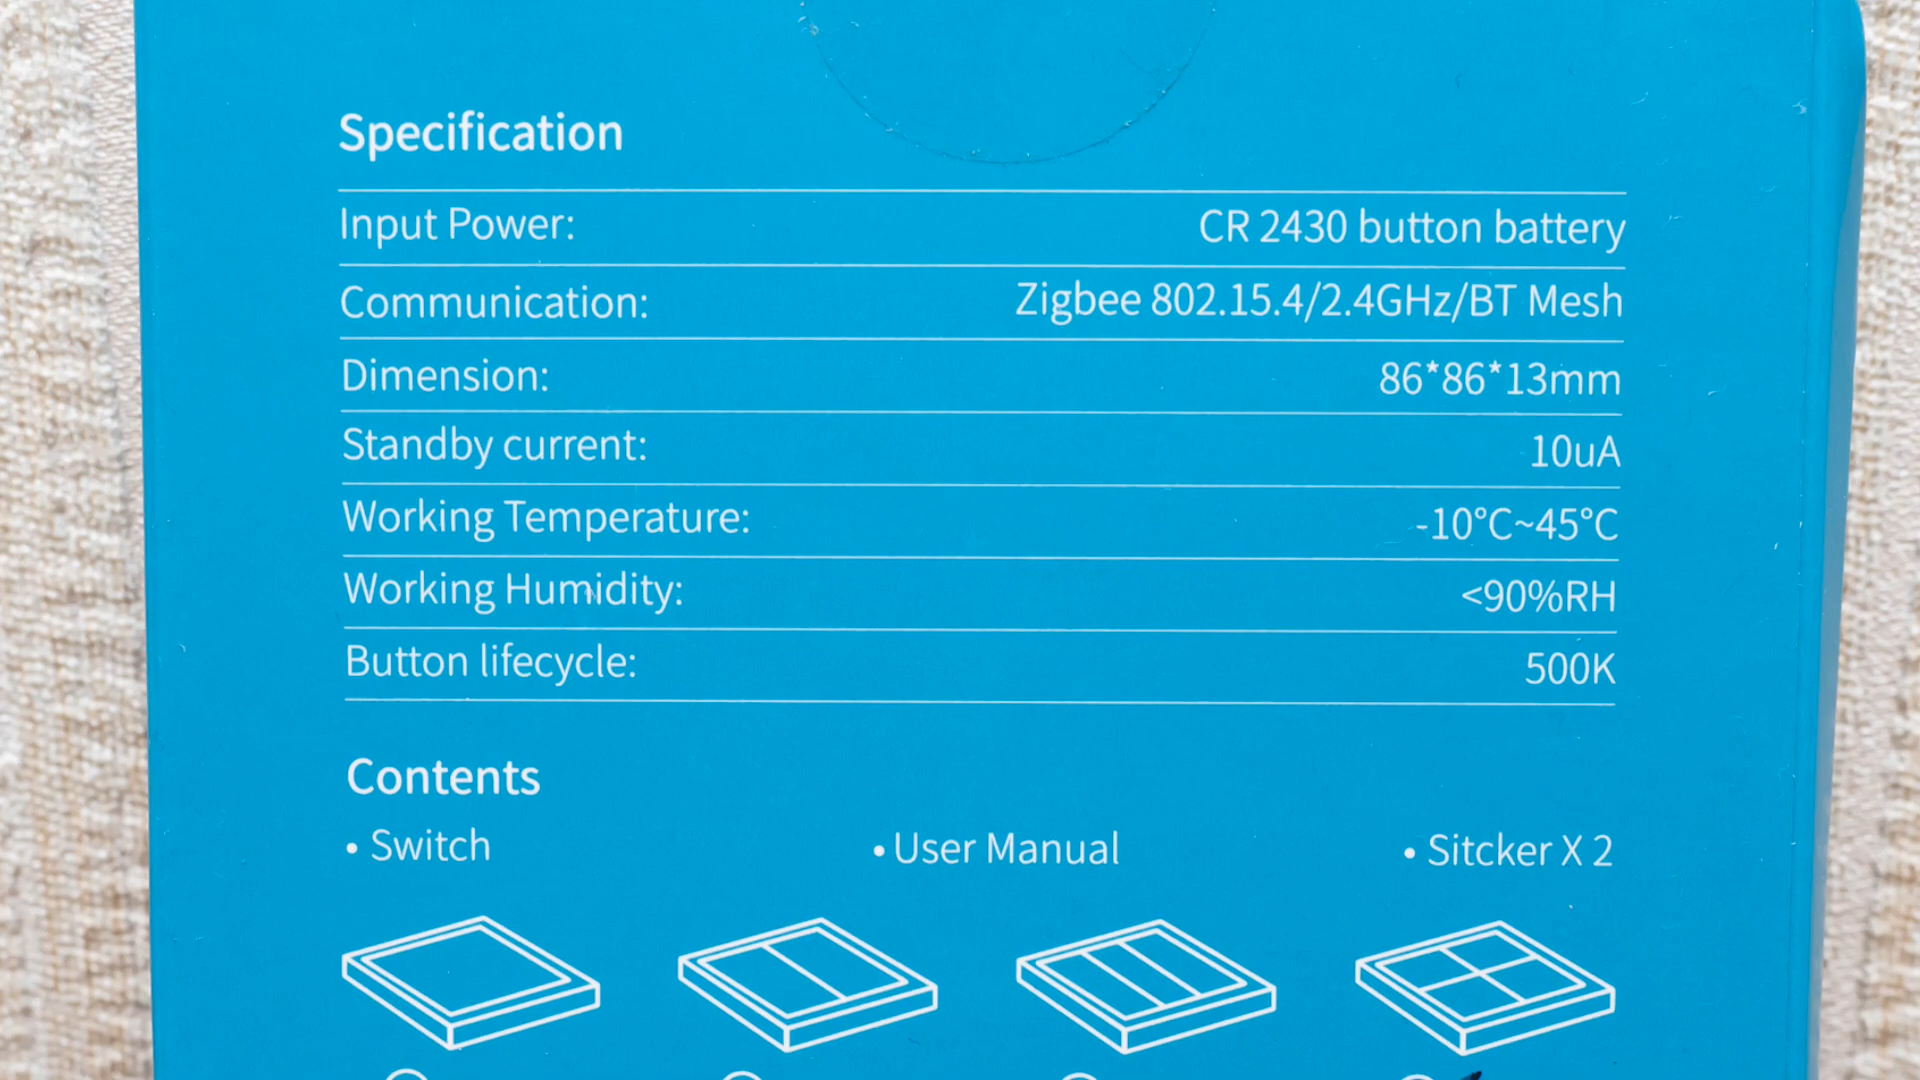 Specification
Input Power: CR 2430 button battery
Communication: Zigbee 802.15.4/2.4GHz/BT Mesh
Dimension: 86*86*13mm
Standby current: 10uA
Working Temperature: -10°C~45°C
Working Humidity: <90%RH
Button lifecycle: 500K
Contents
• Switch • User Manual • Sitcker X 2